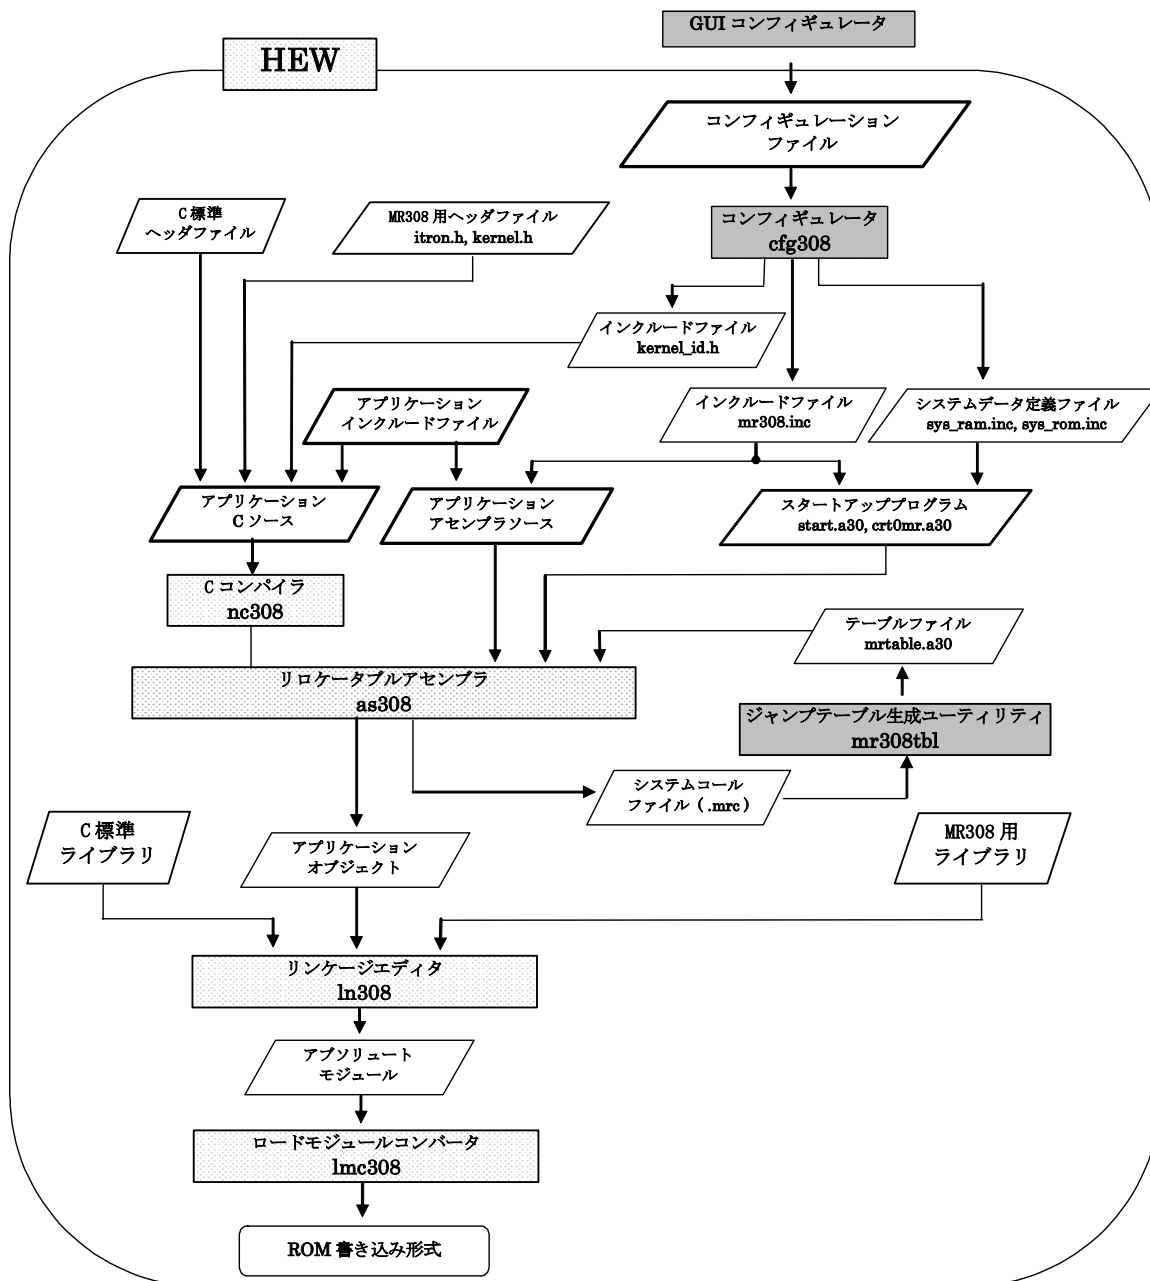 GUI コンフィギュレータ
HEW
コンフィギュレーション
ファイル
C 標準
ヘッダファイル
MR308 用ヘッダファイル
itron.h, kernel.h
コンフィギュレータ
cfg308
インクルードファイル
kernel_id.h
アプリケーション
インクルードファイル
インクルードファイル
mr308.inc
システムデータ定義ファイル
sys_ram.inc, sys_rom.inc
アプリケーション
C ソース
アプリケーション
アセンブラソース
スタートアッププログラム
start.a30, crt0mr.a30
C コンパイラ
nc308
テーブルファイル
mrtable.a30
リロケータブルアセンブラ
as308
ジャンプテーブル生成ユーティリティ
mr308tbl
システムコール
ファイル ( .mrc )
C 標準
ライブラリ
アプリケーション
オブジェクト
MR308 用
ライブラリ
リンケージエディタ
ln308
アブソリュート
モジュール
ロードモジュールコンバータ
lmc308
ROM 書き込み形式